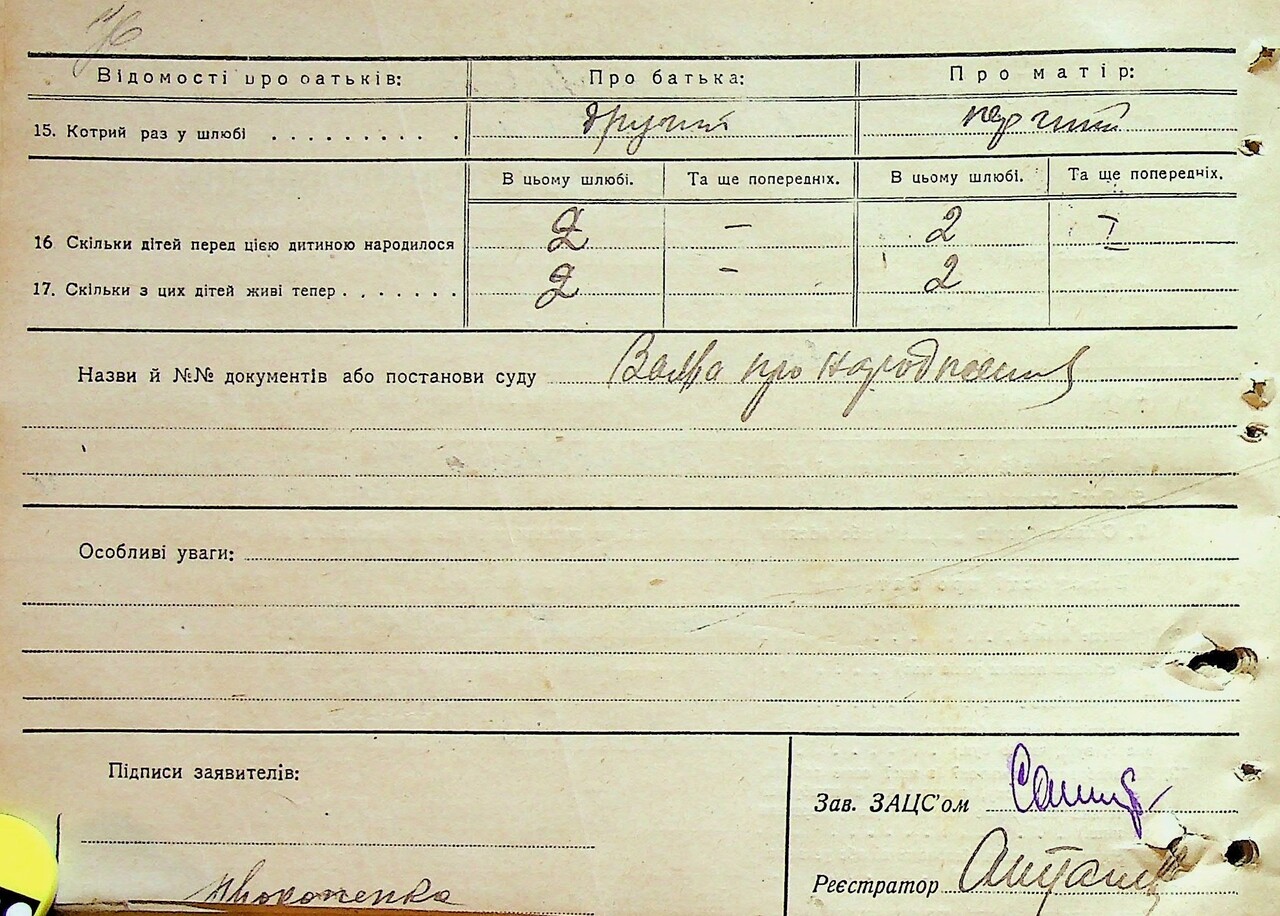 76
Відомості про батьків: Про батька: Про матір:
15. Котрий раз у шлюбі . . . . . . . . . . другий перший
В цьому шлюбі. Та ще попередніх. В цьому шлюбі. Та ще попередніх.
16 Скільки дітей перед цією дитиною народилося 2 — 2 I
17. Скільки з цих дітей живі тепер . . . . . . . 2 — 2
Назви й №№ документів або постанови суду про народження
Особливі уваги:
Підписи заявителів:
Зав. ЗАЦС'ом
Реєстратор